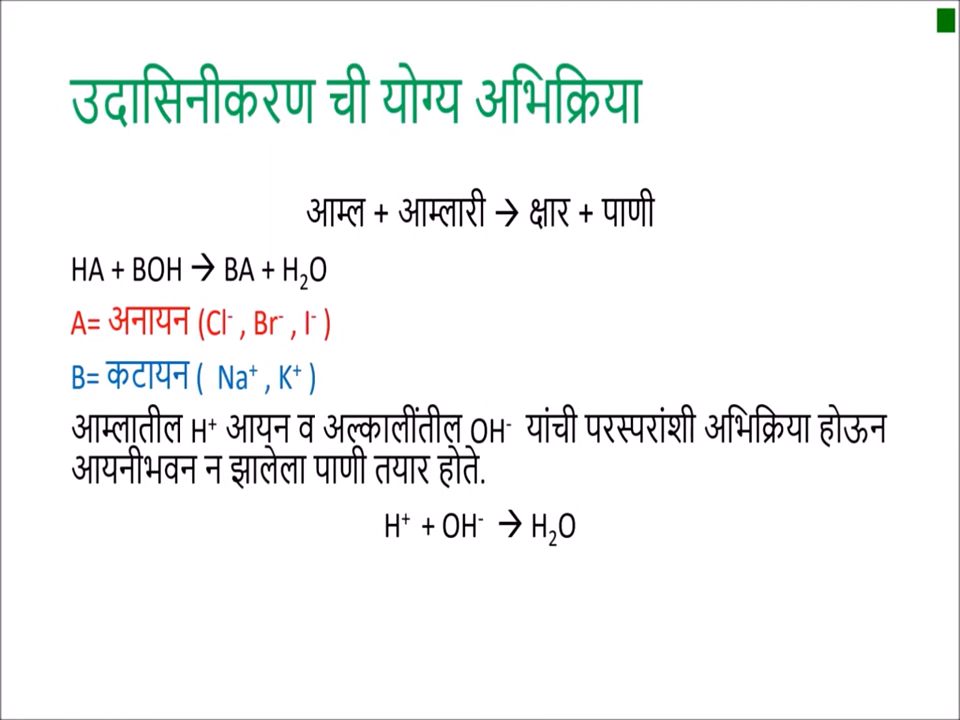 उदासिनीकरण ची योग्य अभिक्रिया
आम्ल + आम्लारी → क्षार + पाणी
HA + BOH → BA + H₂O
A= अनायन (Cl⁻ , Br⁻ , I⁻ )
B= कटायन ( Na⁺ , K⁺ )
आम्लातील H⁺ आयन व अल्कालींतील OH⁻ यांची परस्परांशी अभिक्रिया होऊन
आयनीभवन न झालेला पाणी तयार होते.
H⁺ + OH⁻ → H₂O